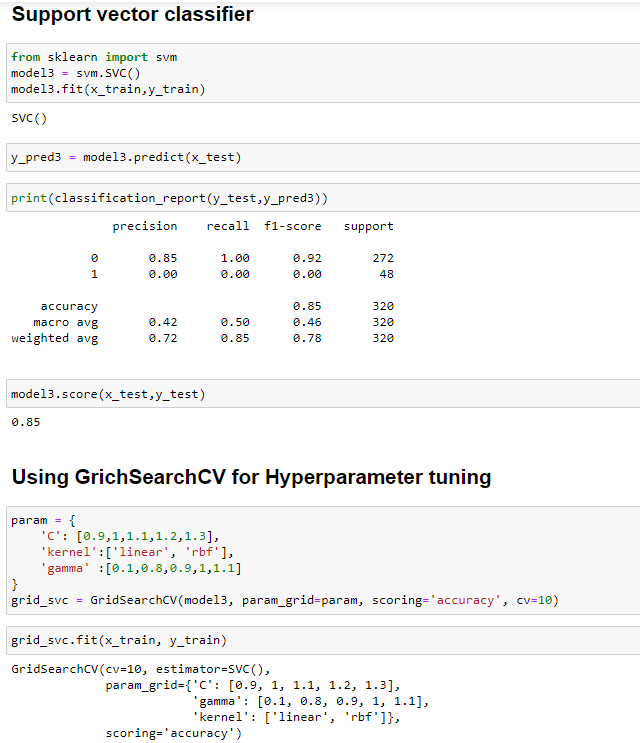 Support vector classifier
from sklearn import svm
model3 = svm.SVC()
model3.fit(x_train,y_train)
SVC()
y_pred3 = model3.predict(x_test)
print(classification_report(y_test,y_pred3))
precision recall f1-score support
0 0.85 1.00 0.92 272
1 0.00 0.00 0.00 48
accuracy 0.85 320
macro avg 0.42 0.50 0.46 320
weighted avg 0.72 0.85 0.78 320
model3.score(x_test,y_test)
0.85
Using GrichSearchCV for Hyperparameter tuning
param = {
'C': [0.9,1,1.1,1.2,1.3],
'kernel':['linear', 'rbf'],
'gamma' :[0.1,0.8,0.9,1,1.1]
}
grid_svc = GridSearchCV(model3, param_grid=param, scoring='accuracy', cv=10)
grid_svc.fit(x_train, y_train)
GridSearchCV(cv=10, estimator=SVC(),
param_grid={'C': [0.9, 1, 1.1, 1.2, 1.3],
'gamma': [0.1, 0.8, 0.9, 1, 1.1],
'kernel': ['linear', 'rbf']},
scoring='accuracy')